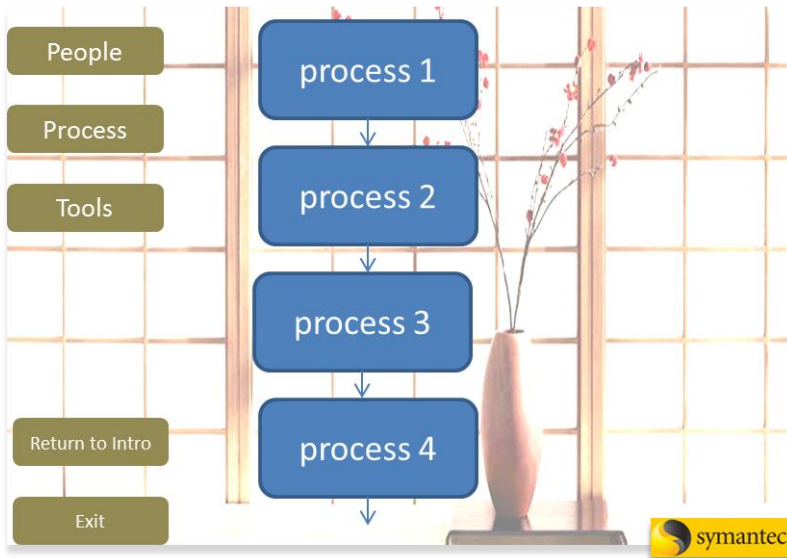 People
Process
Tools
process 1
process 2
process 3
process 4
Return to Intro
Exit
symantec